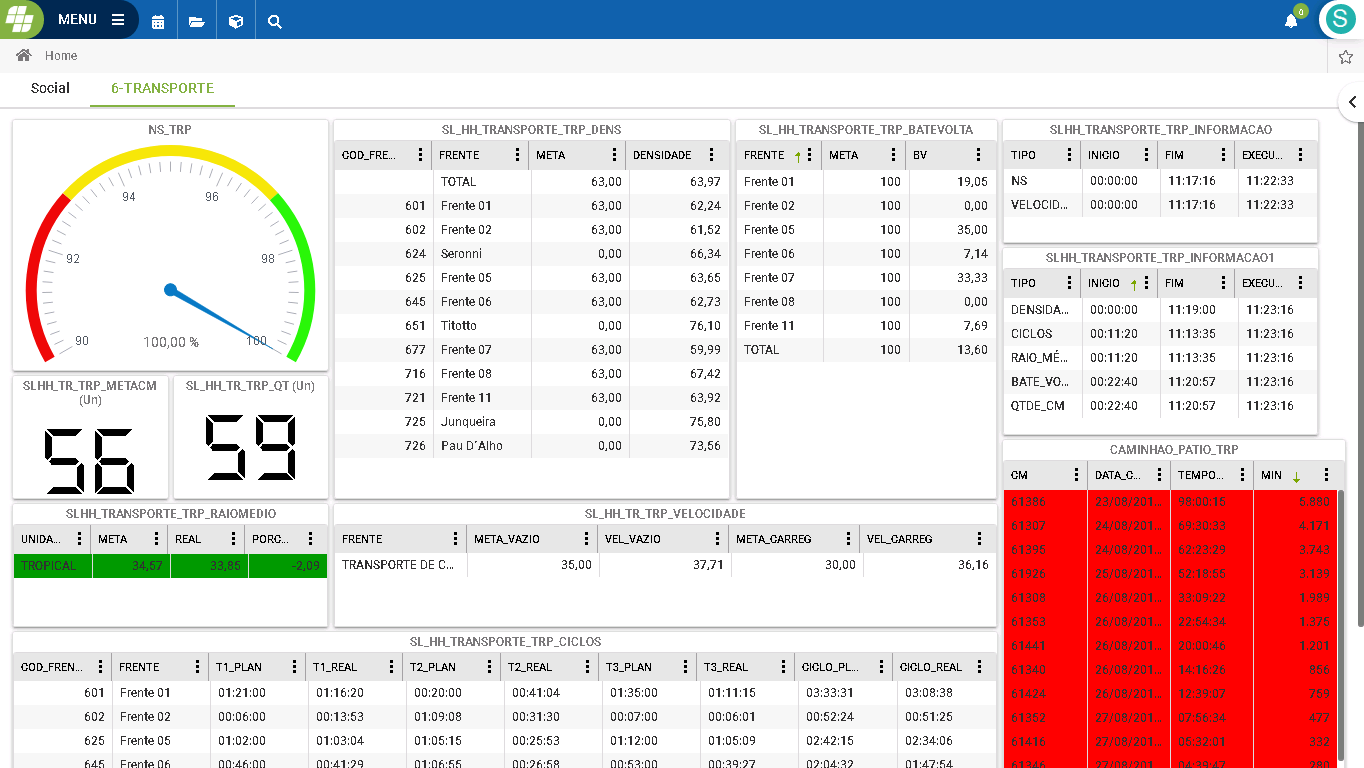 MENU
0
S
Home
Social 6-TRANSPORTE
NS_TRP
90 92 94 96 98 100
100,00 %
SLHH_TR_TRP_METACM (Un)
56
SL_HH_TR_TRP_QT (Un)
59
SL_HH_TRANSPORTE_TRP_DENS
COD_FRE... FRENTE META DENSIDADE
TOTAL 63,00 63,97
601 Frente 01 63,00 62,24
602 Frente 02 63,00 61,52
624 Seronni 0,00 66,34
625 Frente 05 63,00 63,65
645 Frente 06 63,00 62,73
651 Titotto 0,00 76,10
677 Frente 07 63,00 59,99
716 Frente 08 63,00 67,42
721 Frente 11 63,00 63,92
725 Junqueira 0,00 75,80
726 Pau D´Alho 0,00 73,56
SL_HH_TRANSPORTE_TRP_BATEVOLTA
FRENTE META BV
Frente 01 100 19,05
Frente 02 100 0,00
Frente 05 100 35,00
Frente 06 100 7,14
Frente 07 100 33,33
Frente 08 100 0,00
Frente 11 100 7,69
TOTAL 100 13,60
SLHH_TRANSPORTE_TRP_INFORMACAO
TIPO INICIO FIM EXECU...
NS 00:00:00 11:17:16 11:22:33
VELOCID... 00:00:00 11:17:16 11:22:33
SLHH_TRANSPORTE_TRP_INFORMACAO1
TIPO INICIO FIM EXECU...
DENSIDA... 00:00:00 11:19:00 11:23:16
CICLOS 00:11:20 11:13:35 11:23:16
RAIO_MÉ... 00:11:20 11:13:35 11:23:16
BATE_VO... 00:22:40 11:20:57 11:23:16
QTDE_CM 00:22:40 11:20:57 11:23:16
SLHH_TRANSPORTE_TRP_RAIOMEDIO
UNIDA... META REAL PORC...
TROPICAL 34,57 33,85 -2,09
SL_HH_TR_TRP_VELOCIDADE
FRENTE META_VAZIO VEL_VAZIO META_CARREG VEL_CARREG
TRANSPORTE DE C... 35,00 37,71 30,00 36,16
CAMINHAO_PATIO_TRP
CM DATA_C... TEMPO... MIN
61386 23/08/201... 98:00:15 5.880
61307 24/08/201... 69:30:33 4.171
61395 24/08/201... 62:23:29 3.743
61926 25/08/201... 52:18:55 3.139
61308 26/08/201... 33:09:22 1.989
61353 26/08/201... 22:54:34 1.375
61441 26/08/201... 20:00:46 1.201
61340 26/08/201... 14:16:26 856
61424 26/08/201... 12:39:07 759
61352 27/08/201... 07:56:34 477
61416 27/08/201... 05:32:01 332
61346 27/08/201... 04:39:47 280
SL_HH_TRANSPORTE_TRP_CICLOS
COD_FREN... FRENTE T1_PLAN T1_REAL T2_PLAN T2_REAL T3_PLAN T3_REAL CICLO_PL... CICLO_REAL
601 Frente 01 01:21:00 01:16:20 00:20:00 00:41:04 01:35:00 01:11:15 03:33:31 03:08:38
602 Frente 02 00:06:00 00:13:53 01:09:08 00:31:30 00:07:00 00:06:01 00:52:24 00:51:25
625 Frente 05 01:02:00 01:03:04 01:05:15 00:25:53 01:12:00 01:05:09 02:42:15 02:34:06
645 Frente 06 00:46:00 00:41:29 01:06:55 00:26:58 00:53:00 00:39:27 02:04:32 01:47:54